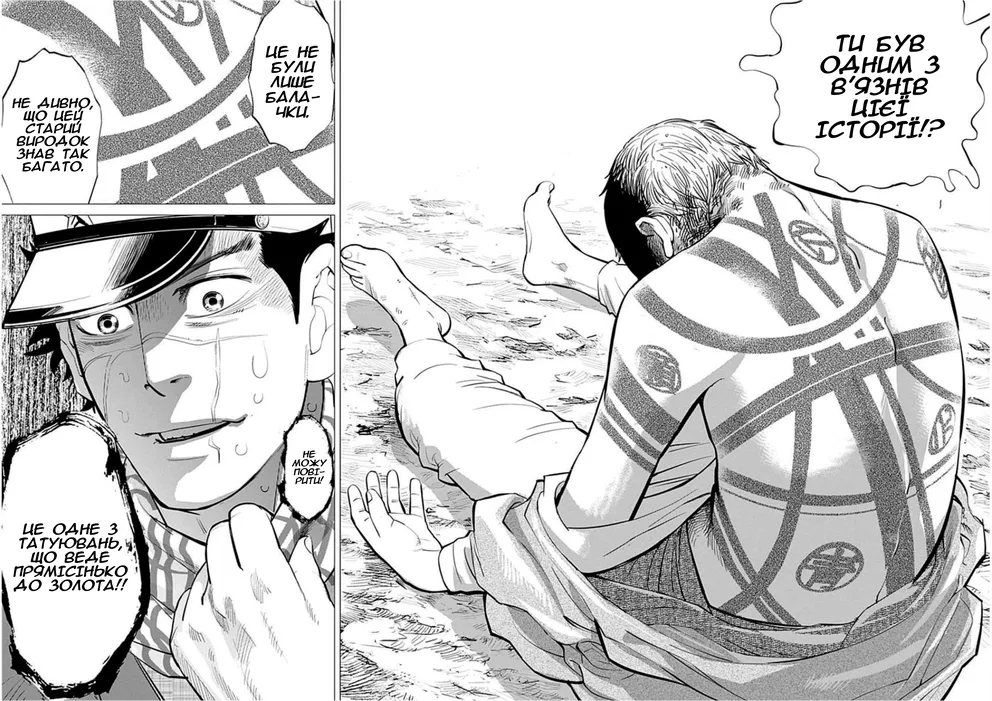 ТИ БУВ
ОДНИМ З
В'ЯЗНІВ
ЦІЄЇ
ІСТОРІЇ!?
ЦЕ НЕ
БУЛИ
ЛИШЕ
БАЛА-
ЧКИ.
НЕ ДИВНО,
ЩО ЦЕЙ
СТАРИЙ
ВИРОДОК
ЗНАВ ТАК
БАГАТО.
НЕ
МОЖУ
ПОВІ-
РИТИ!
ЦЕ ОДНЕ З
ТАТУЮВАНЬ,
ЩО ВЕДЕ
ПРЯМІСІНЬКО
ДО ЗОЛОТА!!